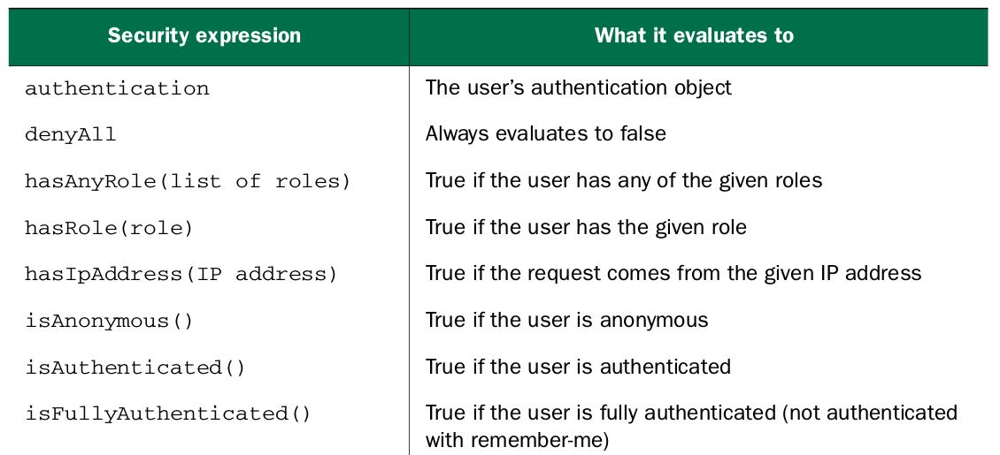 Security expression What it evaluates to
authentication The user’s authentication object
denyAll Always evaluates to false
hasAnyRole(list of roles) True if the user has any of the given roles
hasRole(role) True if the user has the given role
hasIpAddress(IP address) True if the request comes from the given IP address
isAnonymous() True if the user is anonymous
isAuthenticated() True if the user is authenticated
isFullyAuthenticated() True if the user is fully authenticated (not authenticated
with remember-me)